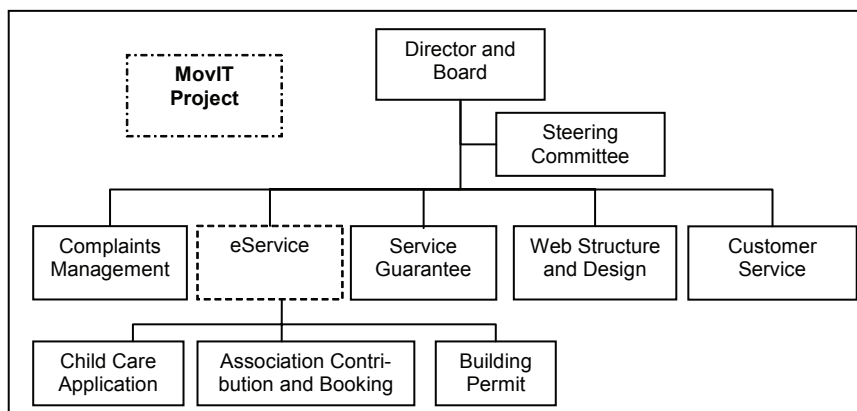 MovIT
Project
Director and
Board
Steering
Committee
Complaints
Management
eService
Service
Guarantee
Web Structure
and Design
Customer
Service
Child Care
Application
Association Contri-
bution and Booking
Building
Permit